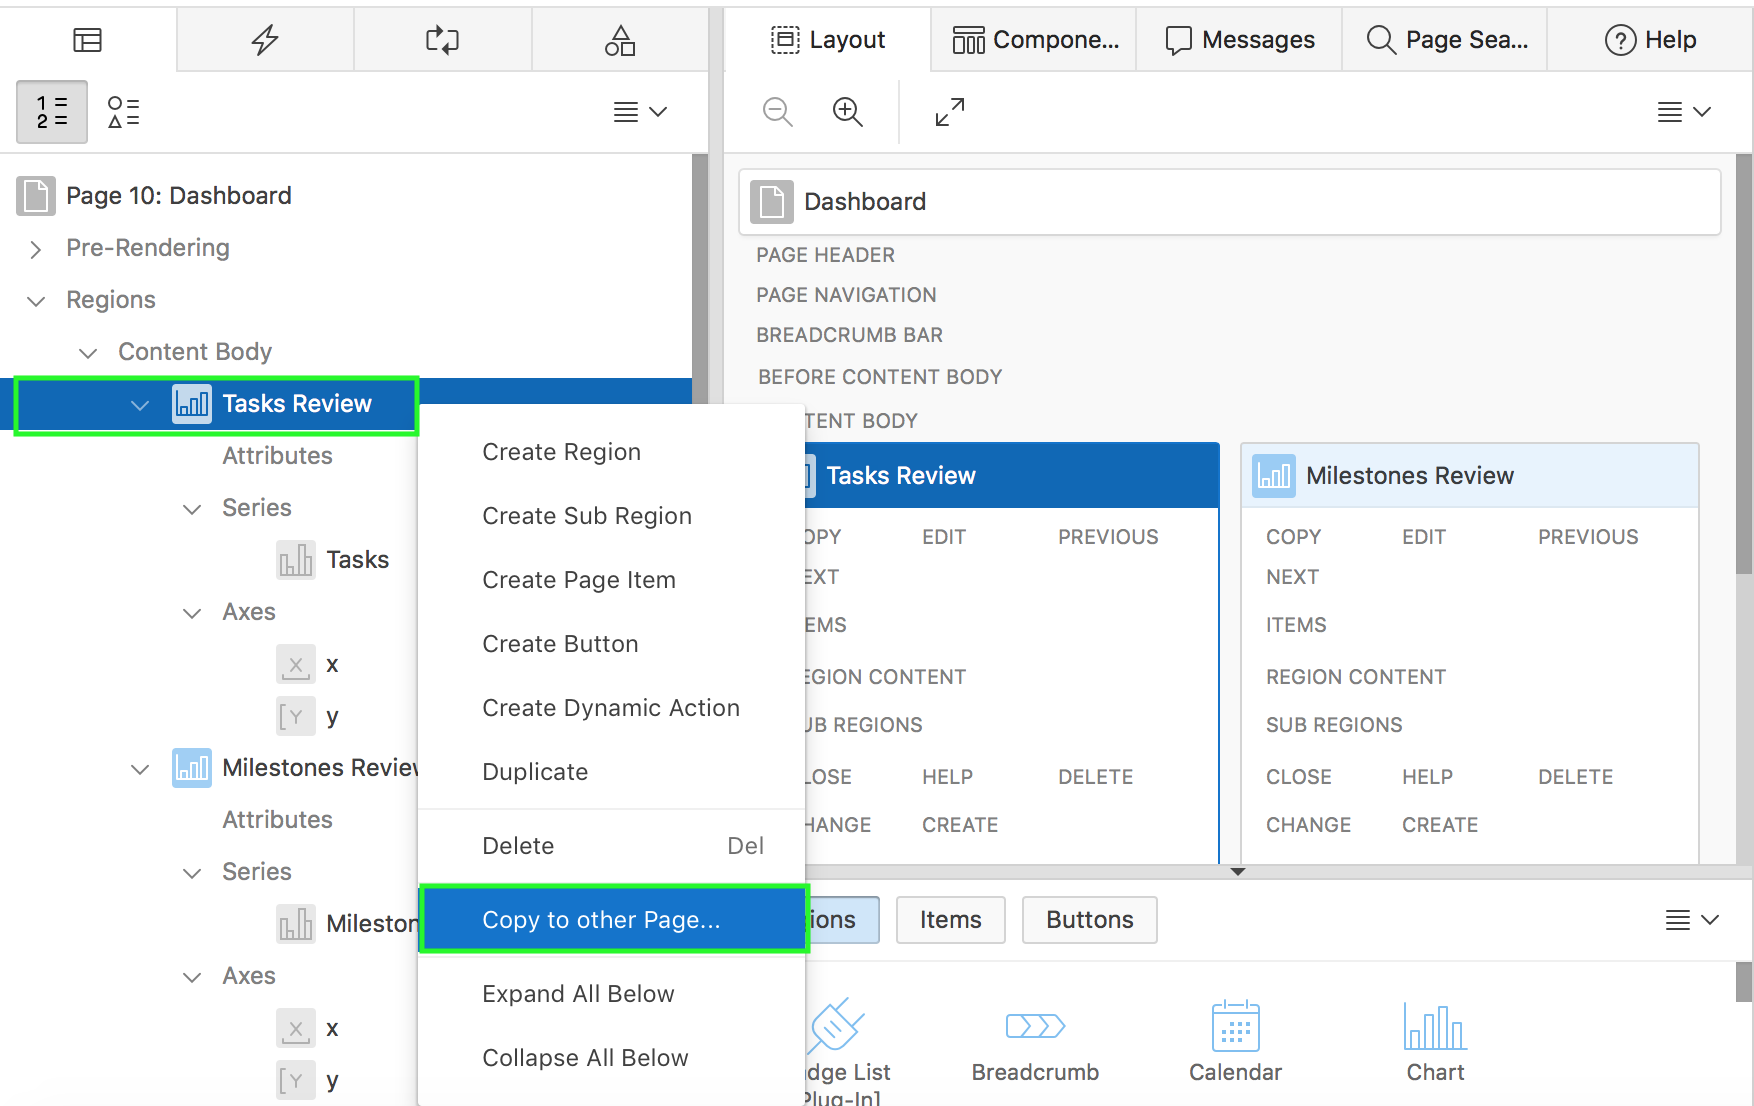 Layout
Compone...
Messages
Page Sea...
Help
1
2
Page 10: Dashboard
Pre-Rendering
Regions
Content Body
Tasks Review
Attributes
Series
Tasks
Axes
x
x
y
y
Milestones Review
Attributes
Series
Mileston
Axes
x
x
y
y
Create Region
Create Sub Region
Create Page Item
Create Button
Create Dynamic Action
Duplicate
Delete Del
Copy to other Page...
Expand All Below
Collapse All Below
Dashboard
PAGE HEADER
PAGE NAVIGATION
BREADCRUMB BAR
BEFORE CONTENT BODY
TENT BODY
Tasks Review
OPY EDIT PREVIOUS
EXT
EMS
EGION CONTENT
UB REGIONS
LOSE HELP DELETE
HANGE CREATE
Milestones Review
COPY EDIT PREVIOUS
NEXT
ITEMS
REGION CONTENT
SUB REGIONS
CLOSE HELP DELETE
CHANGE CREATE
ions
Items
Buttons
dge List
Plug-In]
Breadcrumb
Calendar
Chart